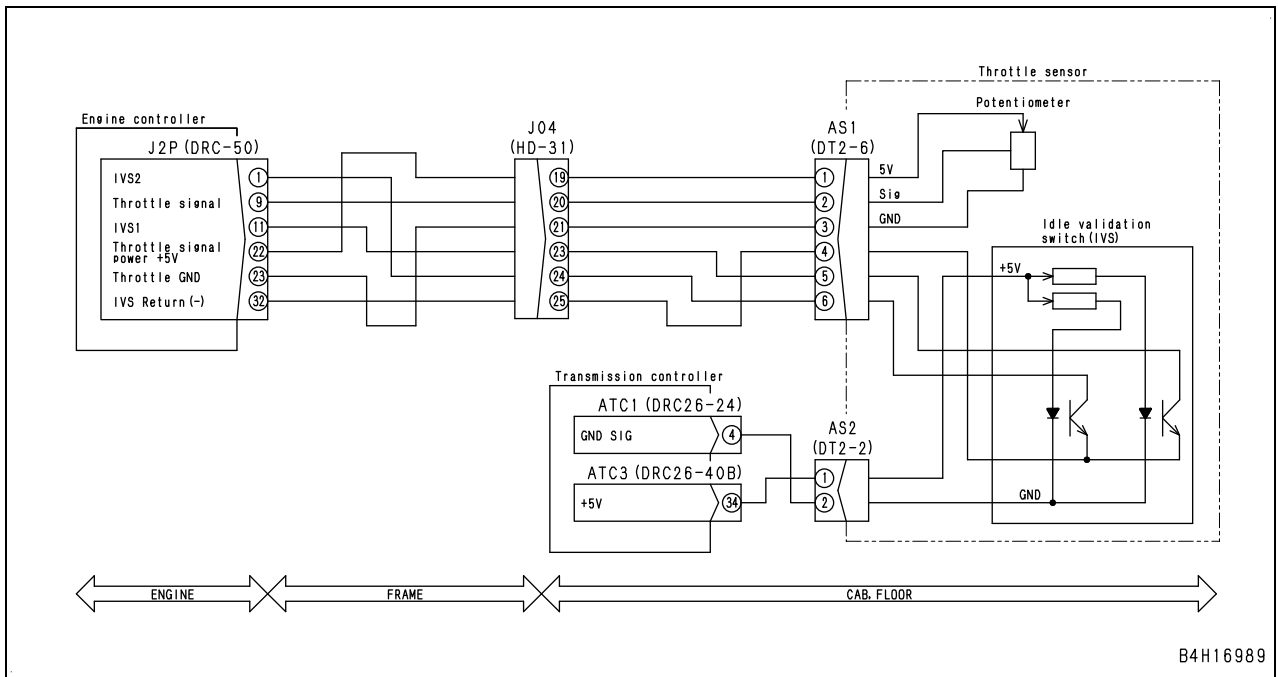 Throttle sensor
Potentiometer
Engine controller
J2P (DRC-50)
J04
(HD-31)
AS1
(DT2-6)
IVS2
1
19
1
5V
Throttle signal
9
20
2
Sig
IVS1
11
21
3
GND
Throttle signal
power +5V
22
23
4
Throttle GND
23
24
5
IVS Return (-)
32
25
6
Idle validation
switch (IVS)
+5V
Transmission controller
ATC1 (DRC26-24)
GND SIG
4
ATC3 (DRC26-40B)
+5V
34
AS2
(DT2-2)
1
2
GND
ENGINE
FRAME
CAB, FLOOR
B4H16989